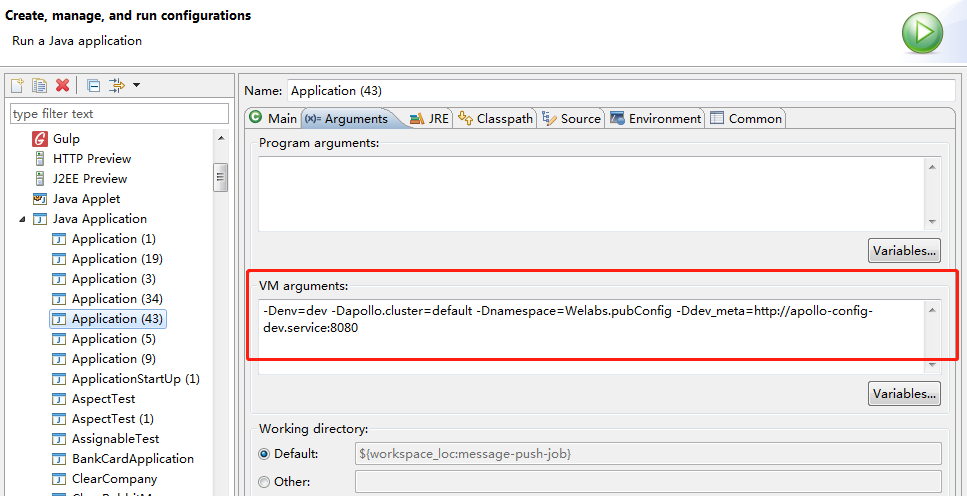 Create, manage, and run configurations
Run a Java application
type filter text
Gulp
HTTP Preview
J2EE Preview
Java Applet
Java Application
Application (1)
Application (19)
Application (3)
Application (34)
Application (43)
Application (5)
Application (9)
ApplicationStartUp (1)
AspectTest
AspectTest (1)
AssignableTest
BankCardApplication
ClearCompany
Name: Application (43)
Main (x)= Arguments JRE Classpath Source Environment Common
Program arguments:
Variables...
VM arguments:
-Denv=dev -Dapollo.cluster=default -Dnamespace=Welabs.pubConfig -Ddev_meta=http://apollo-config-
dev.service:8080
Variables...
Working directory:
Default: ${workspace_loc:message-push-job}
Other: